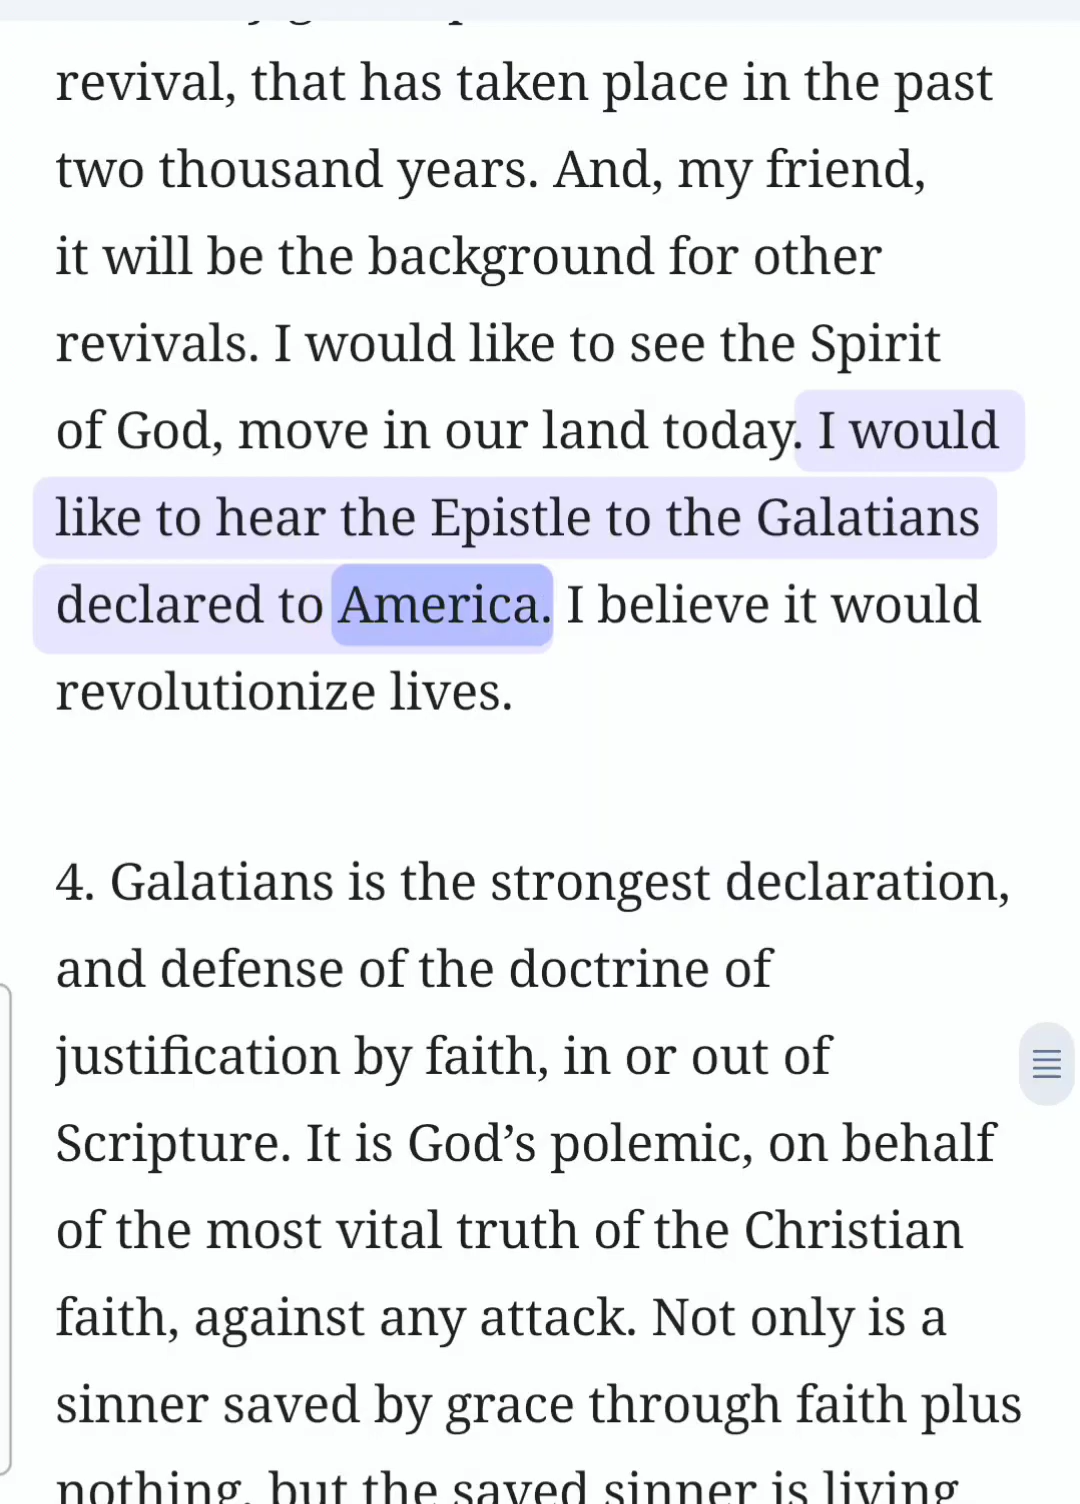 revival, that has taken place in the past
two thousand years. And, my friend,
it will be the background for other
revivals. I would like to see the Spirit
of God, move in our land today. I would
like to hear the Epistle to the Galatians
declared to America. I believe it would
revolutionize lives.
4. Galatians is the strongest declaration,
and defense of the doctrine of
justification by faith, in or out of
Scripture. It is God’s polemic, on behalf
of the most vital truth of the Christian
faith, against any attack. Not only is a
sinner saved by grace through faith plus
nothing, but the saved sinner is living